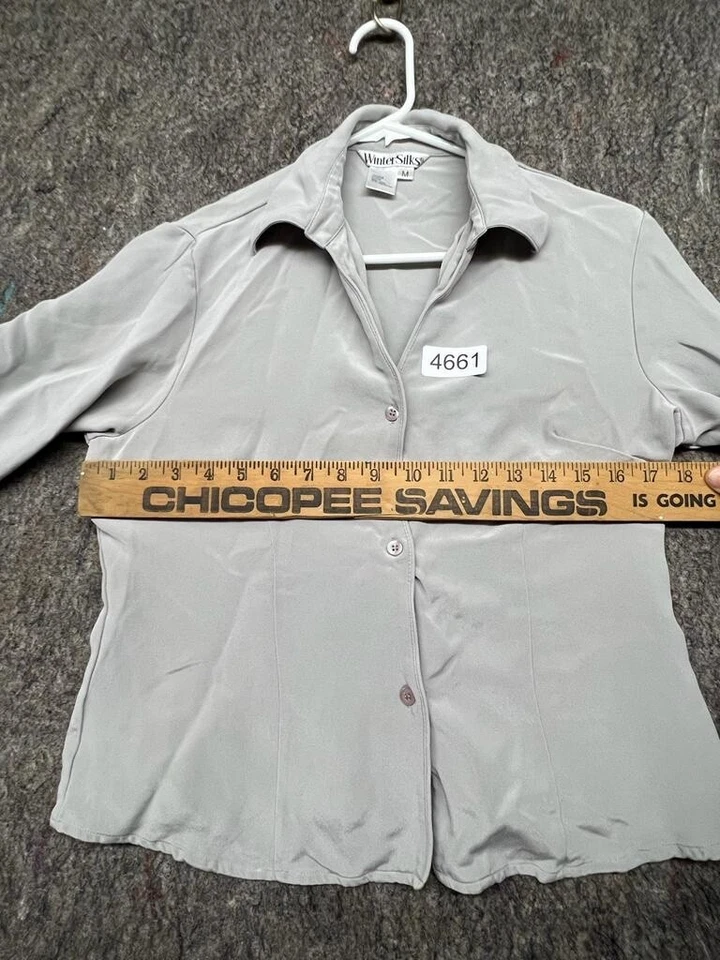 WinterSilks®
M
4661
1 2 3 4 5 6 7 8 9 10 11 12 13 14 15 16 17 18
CHICOPEE SAVINGS IS GOING